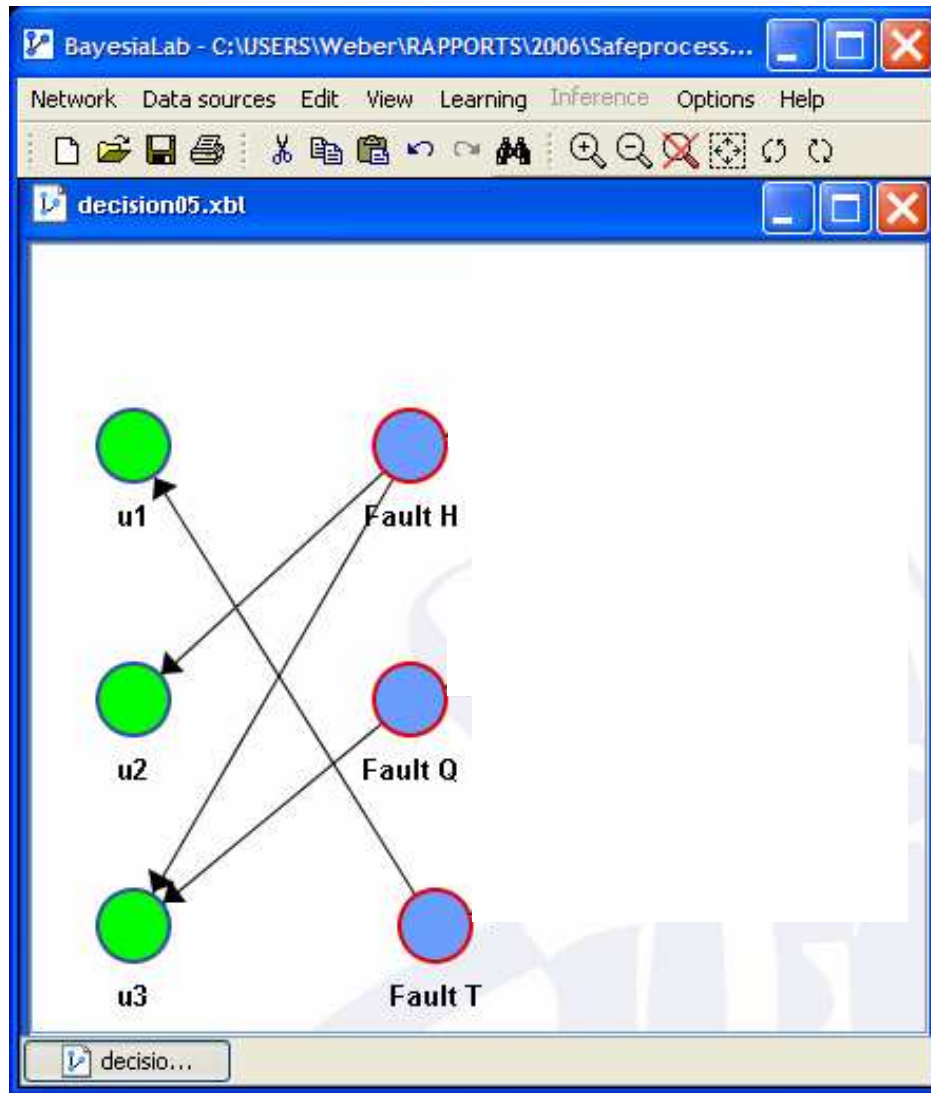 BayesiaLab - C:\USERS\Weber\RAPPORTS\2006\Safeprocess...
Network Data sources Edit View Learning Inference Options Help
decision05.xbl
u1 Fault H
u2 Fault Q
u3 Fault T
decisio...